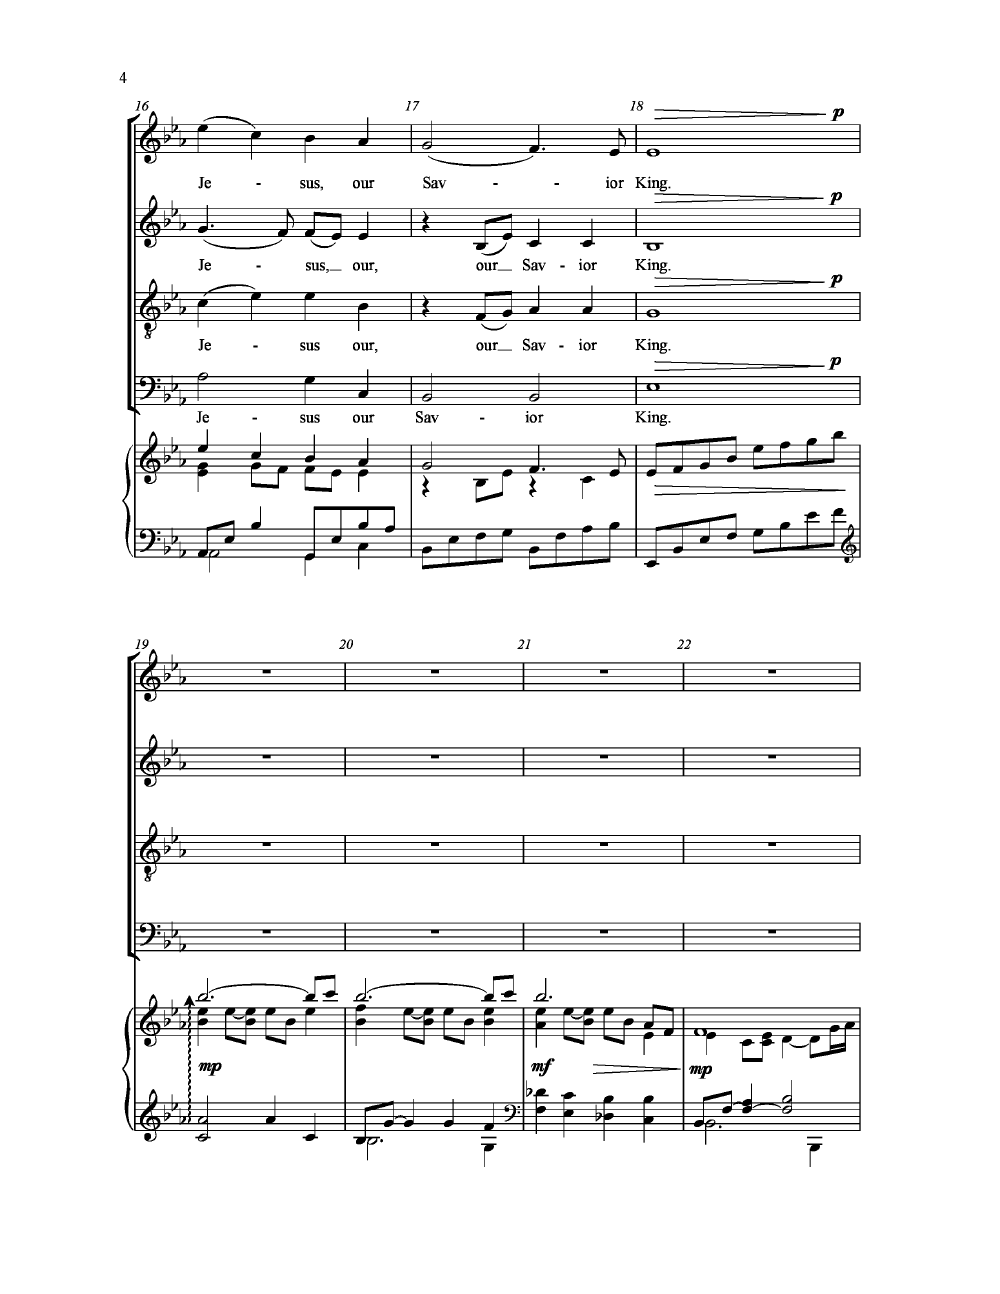 4
16 17 18
p
Je - sus, our Sav - - ior King.
p
Je - sus, our, our Sav - ior King.
p
Je - sus our, our Sav - ior King.
p
Je - sus our Sav - ior King.
19 20 21 22
mp mf mp